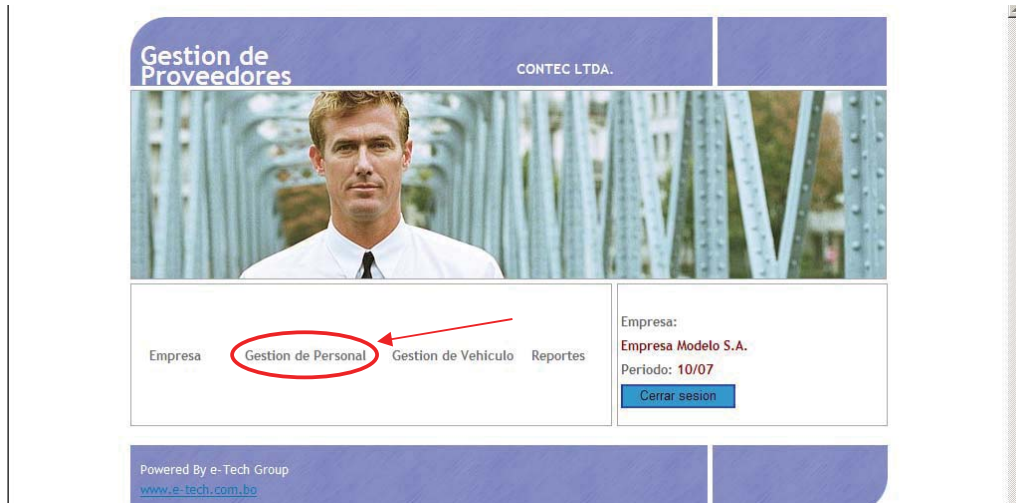 Gestion de
Proveedores
CONTEC LTDA.
Empresa
Gestion de Personal
Gestion de Vehiculo
Reportes
Empresa:
Empresa Modelo S.A.
Periodo: 10/07
Cerrar sesion
Powered By e-Tech Group
www.e-tech.com.bo